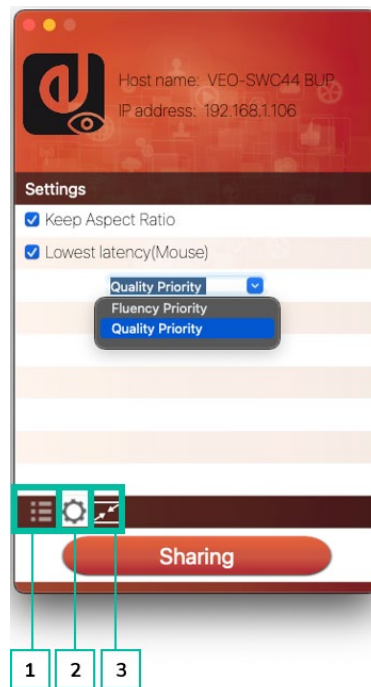 Host name: VEO-SWC44 BUP
IP address: 192.168.1.106
Settings
Keep Aspect Ratio
Lowest latency(Mouse)
Quality Priority
Fluency Priority
Quality Priority
Sharing
1 2 3